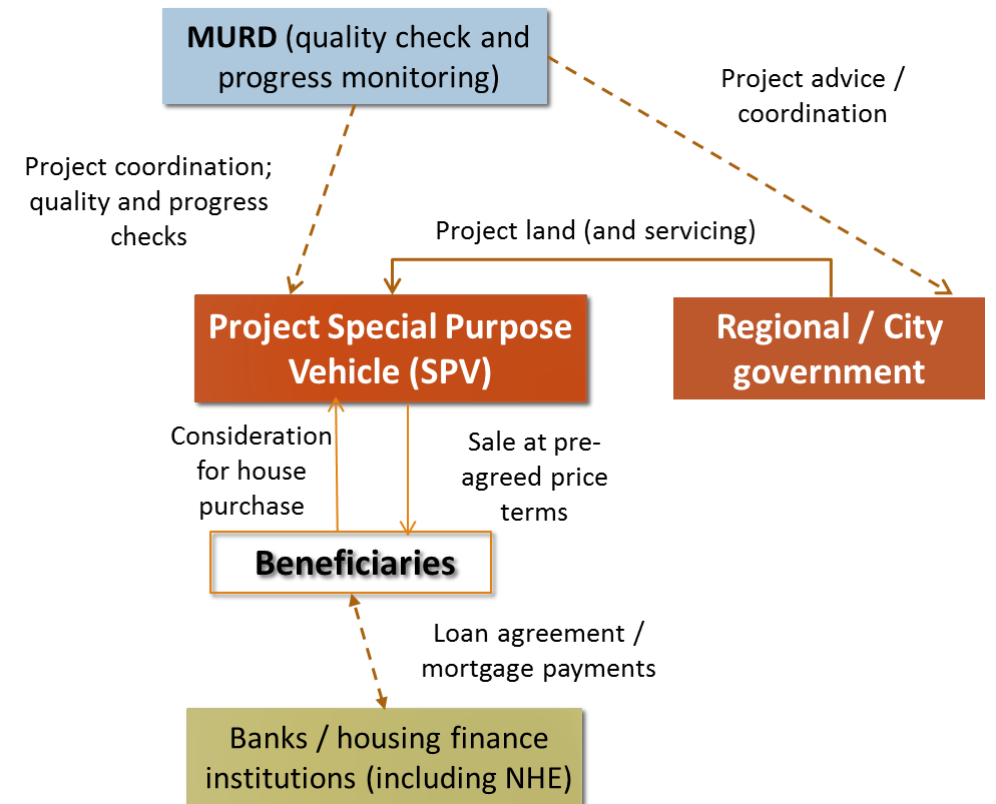 MURD (quality check and
progress monitoring)
Project advice /
coordination
Project coordination;
quality and progress
checks
Project land (and servicing)
Project Special Purpose
Vehicle (SPV)
Regional / City
government
Consideration
for house
purchase
Sale at pre-
agreed price
terms
Beneficiaries
Loan agreement /
mortgage payments
Banks / housing finance
institutions (including NHE)